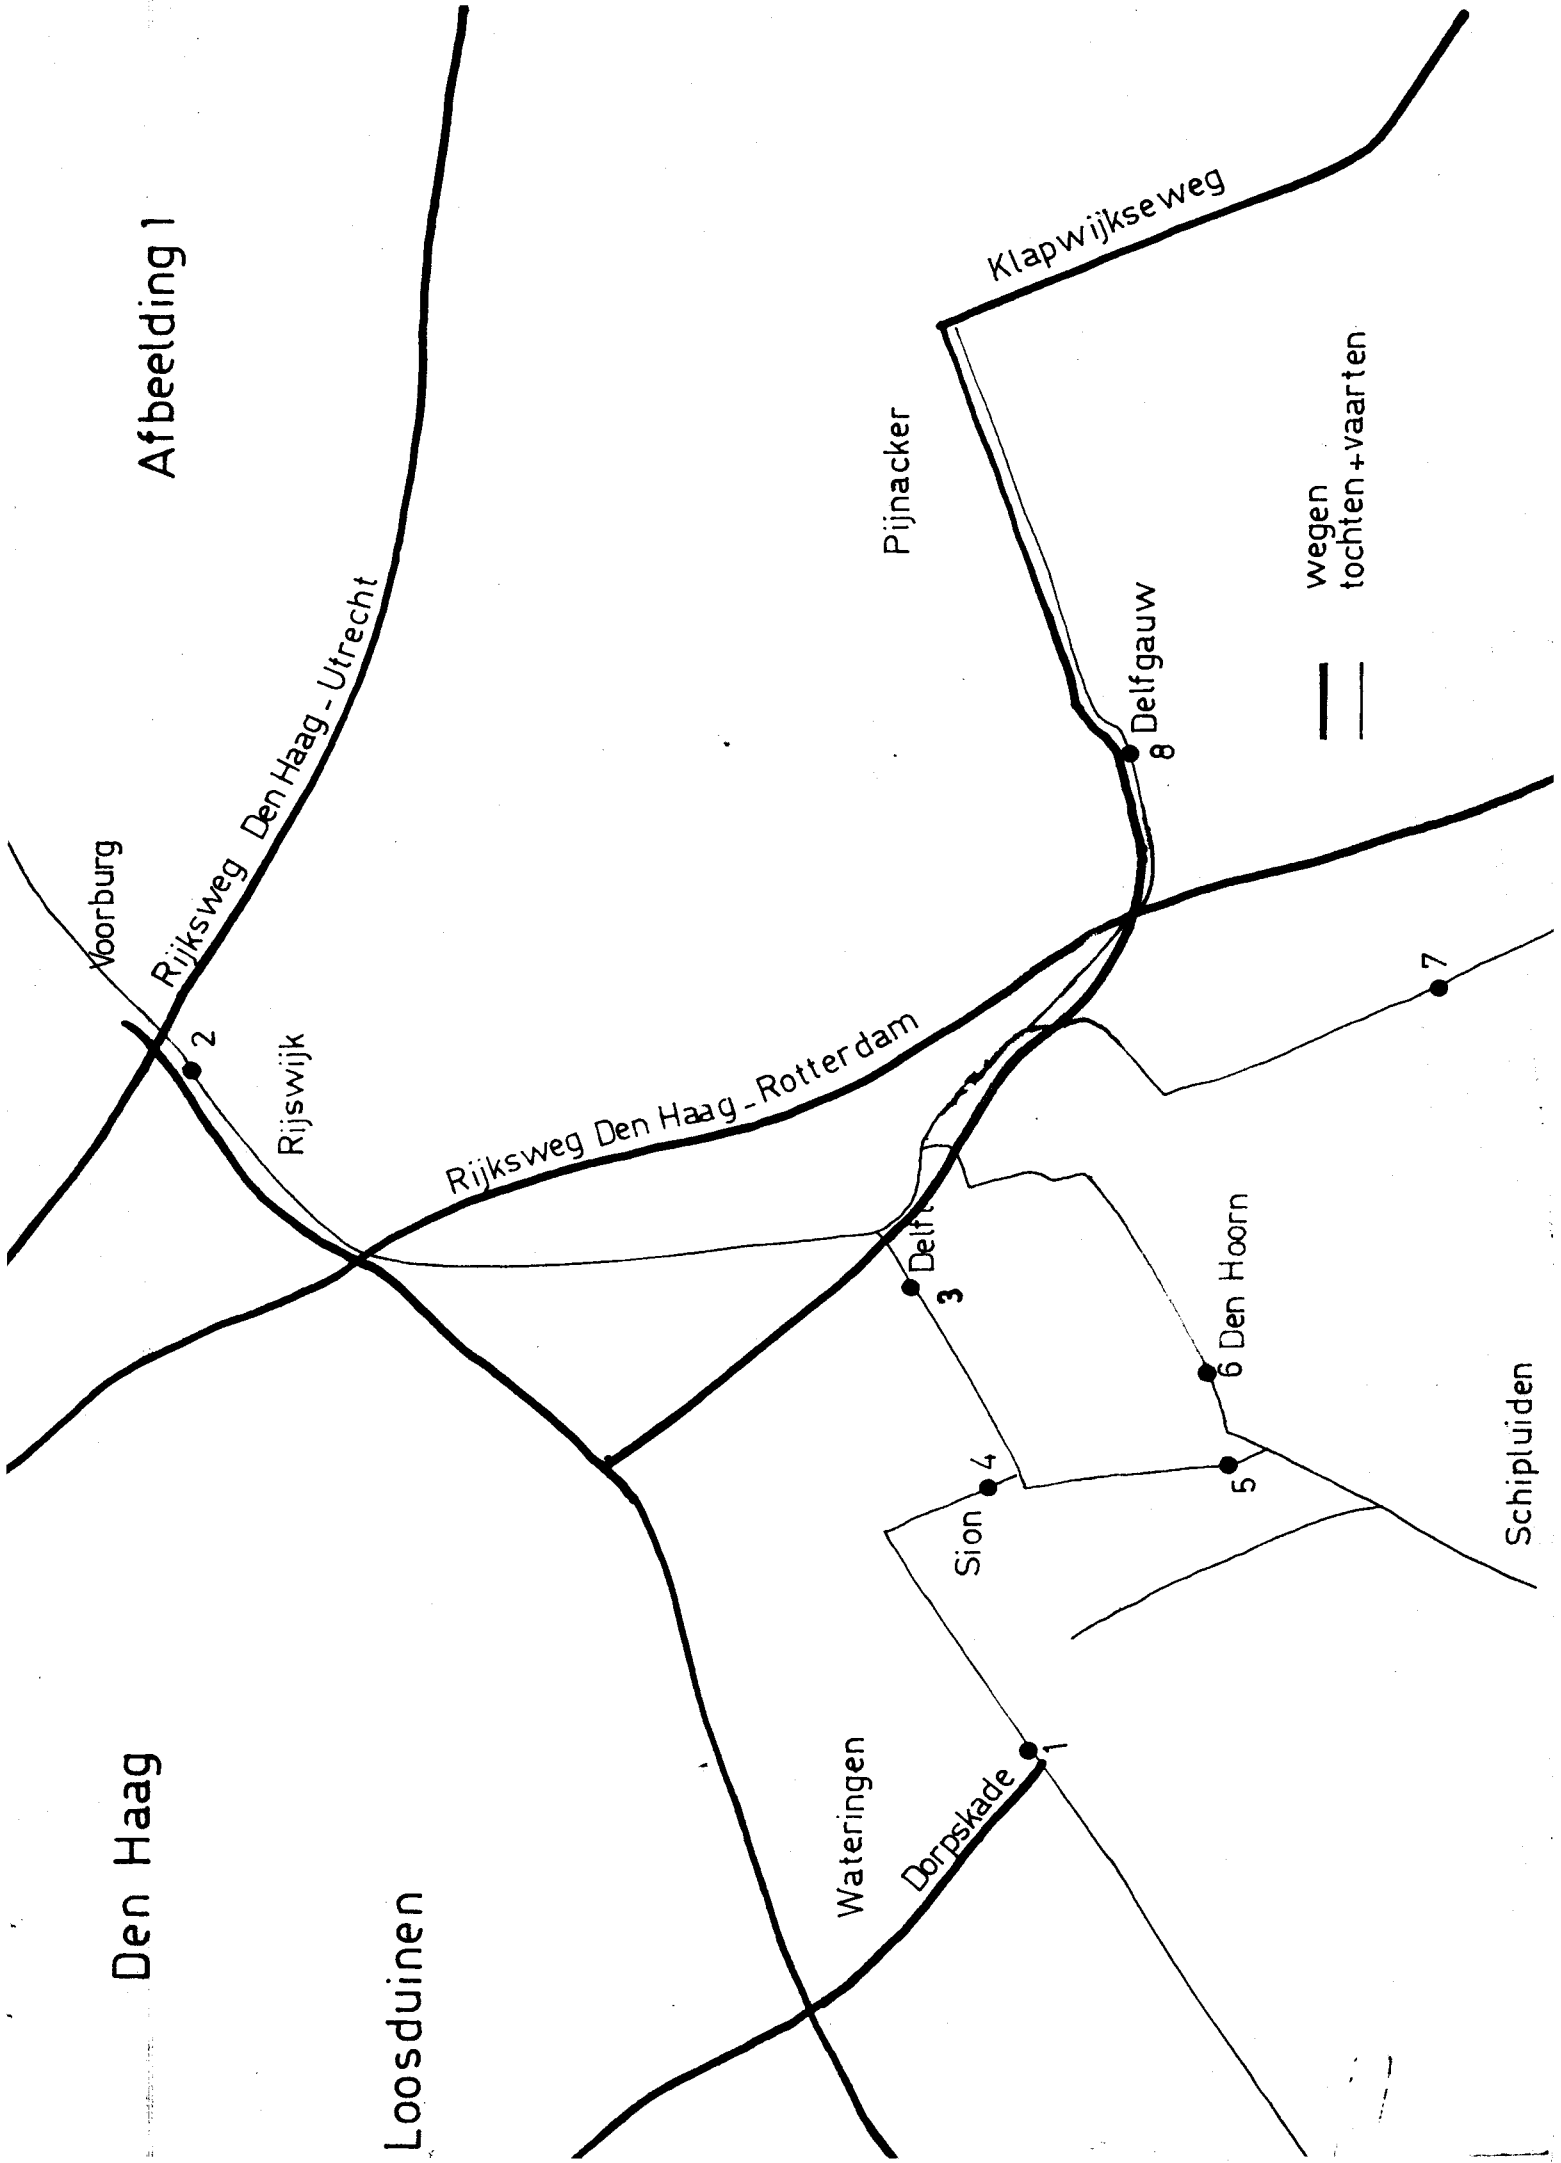 Afbeelding 1
Den Haag
Voorburg
Rijksweg Den Haag - Utrecht
2
Rijswijk
Loosduinen
Rijksweg Den Haag - Rotterdam
Pijnacker
Klapwijkseweg
Wateringen
Dorpskade
Delft
3
Sion
4
1
8
Delfgauw
5
6 Den Hoorn
7
wegen
tochten + vaarten
Schipluiden